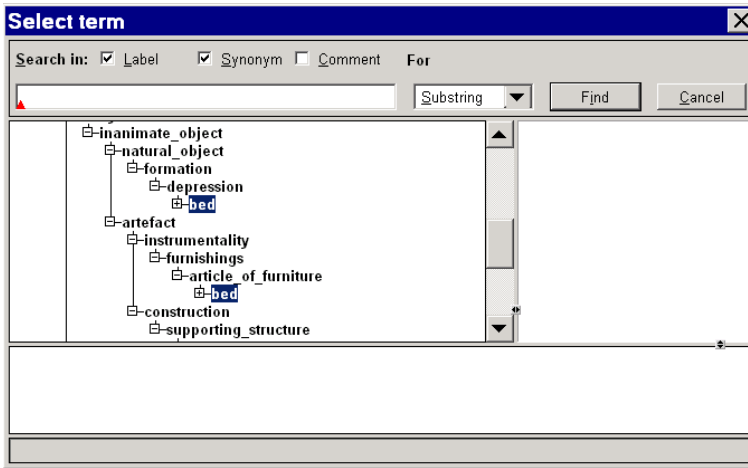 Select term
Search in: Label Synonym Comment For
Substring Find Cancel
inanimate_object
natural_object
formation
depression
bed
artefact
instrumentality
furnishings
article_of_furniture
bed
construction
supporting_structure